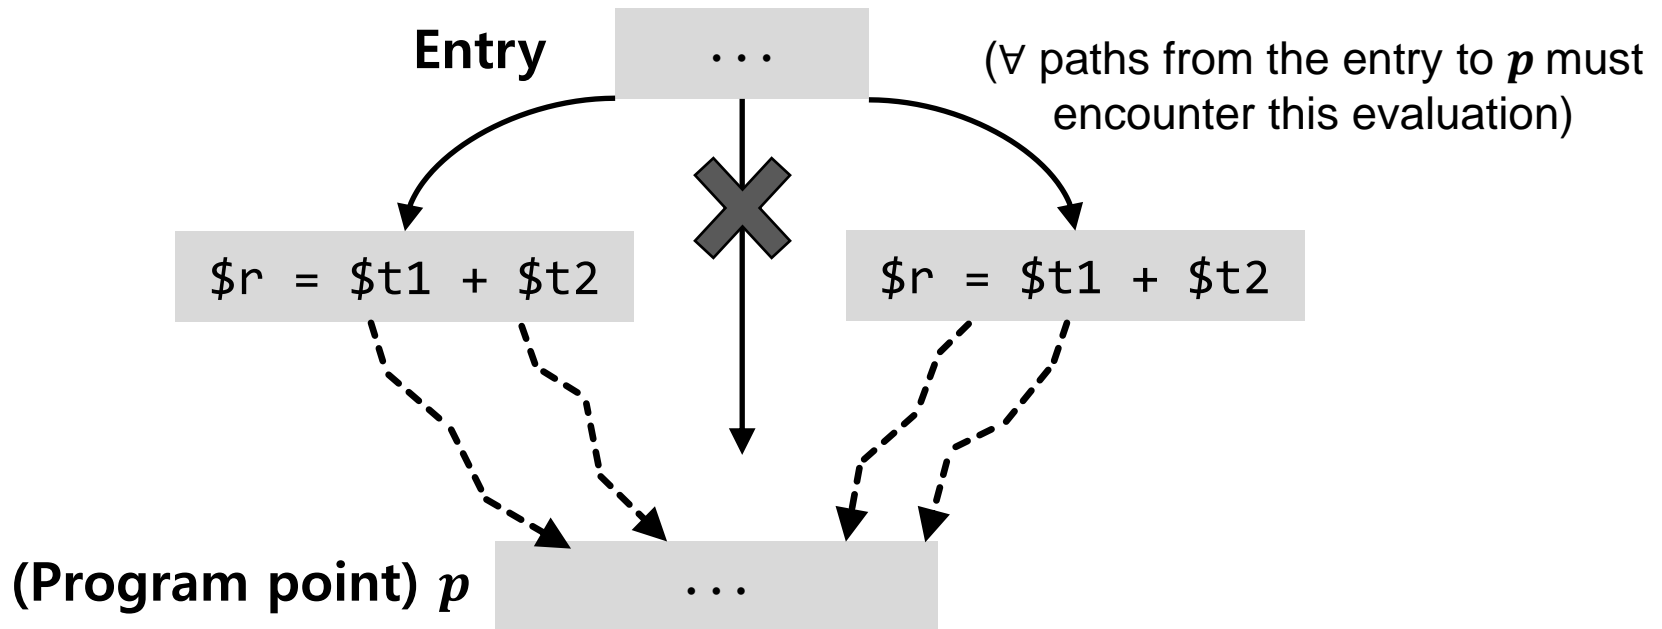 Entry
...
(∀ paths from the entry to p must
encounter this evaluation)
$r = $t1 + $t2
$r = $t1 + $t2
(Program point) p
...